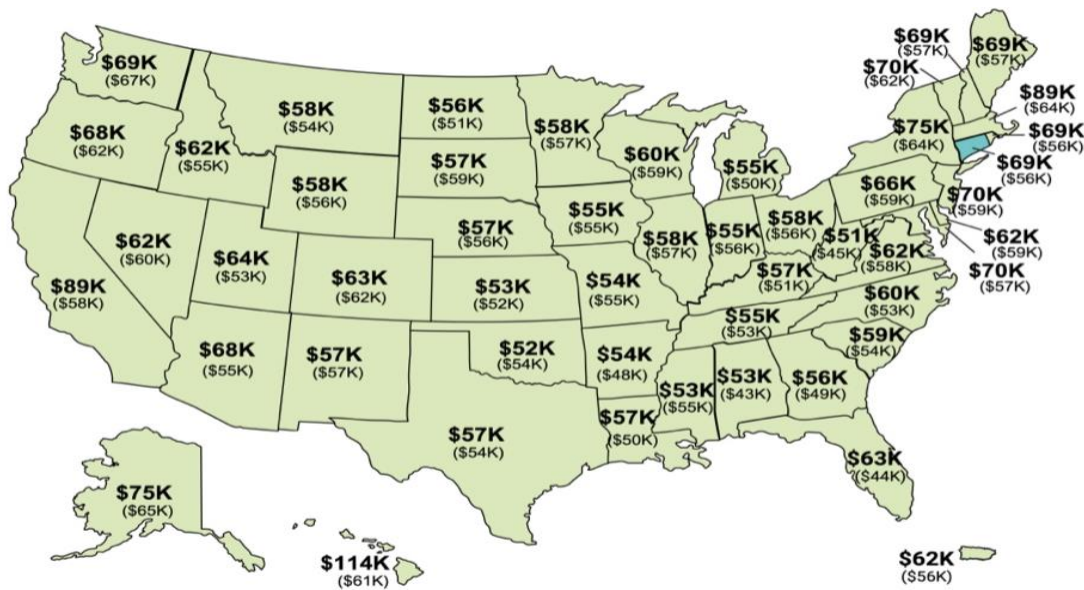 $69K
($57K)
$69K
($57K)
$70K
($62K)
$69K
($67K)
$89K
($64K)
$58K
($54K)
$56K
($51K)
$58K
($57K)
$75K
($64K)
$69K
($56K)
$68K
($62K)
$62K
($55K)
$60K
($59K)
$55K
($50K)
$69K
($56K)
$57K
($59K)
$58K
($56K)
$66K
($59K)
$70K
($59K)
$55K
($55K)
$57K
($56K)
$58K
($57K)
$55K
($56K)
$58K
($56K)
$51K
($45K)
$62K
($58K)
$62K
($59K)
$62K
($60K)
$64K
($53K)
$63K
($62K)
$57K
($51K)
$70K
($57K)
$89K
($58K)
$53K
($52K)
$54K
($55K)
$60K
($53K)
$55K
($53K)
$59K
($54K)
$68K
($55K)
$57K
($57K)
$52K
($54K)
$54K
($48K)
$53K
($55K)
$53K
($43K)
$56K
($49K)
$57K
($50K)
$57K
($54K)
$63K
($44K)
$75K
($65K)
$114K
($61K)
$62K
($56K)